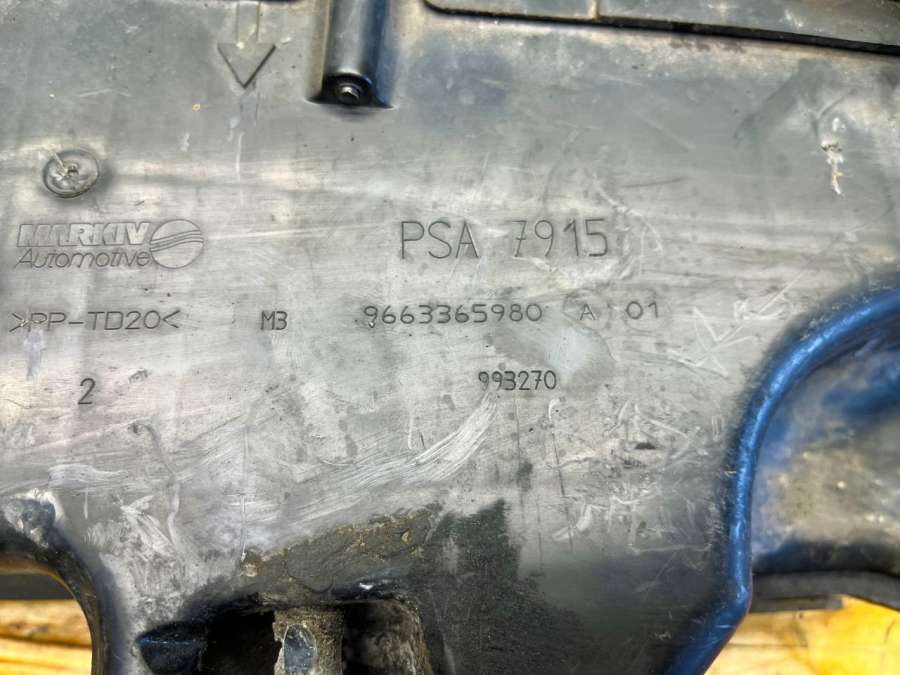 MARKIV
Automotive
PSA 7915
>PP-TD20<
M3
9663365980 A 01
2
993270